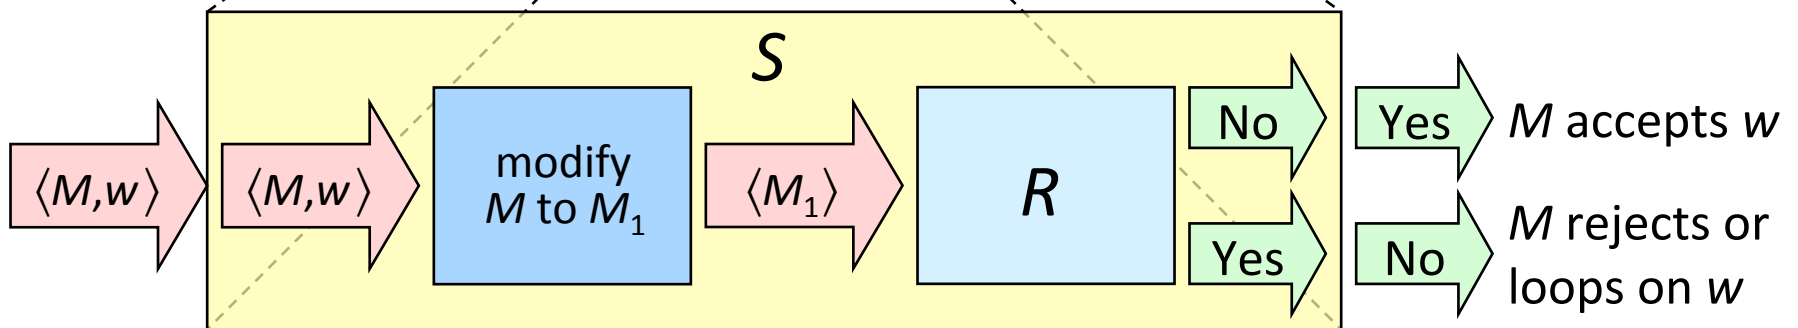 S
⟨M,w⟩
⟨M,w⟩
modify
M to M₁
⟨M₁⟩
R
No
Yes
Yes
No
M accepts w
M rejects or
loops on w